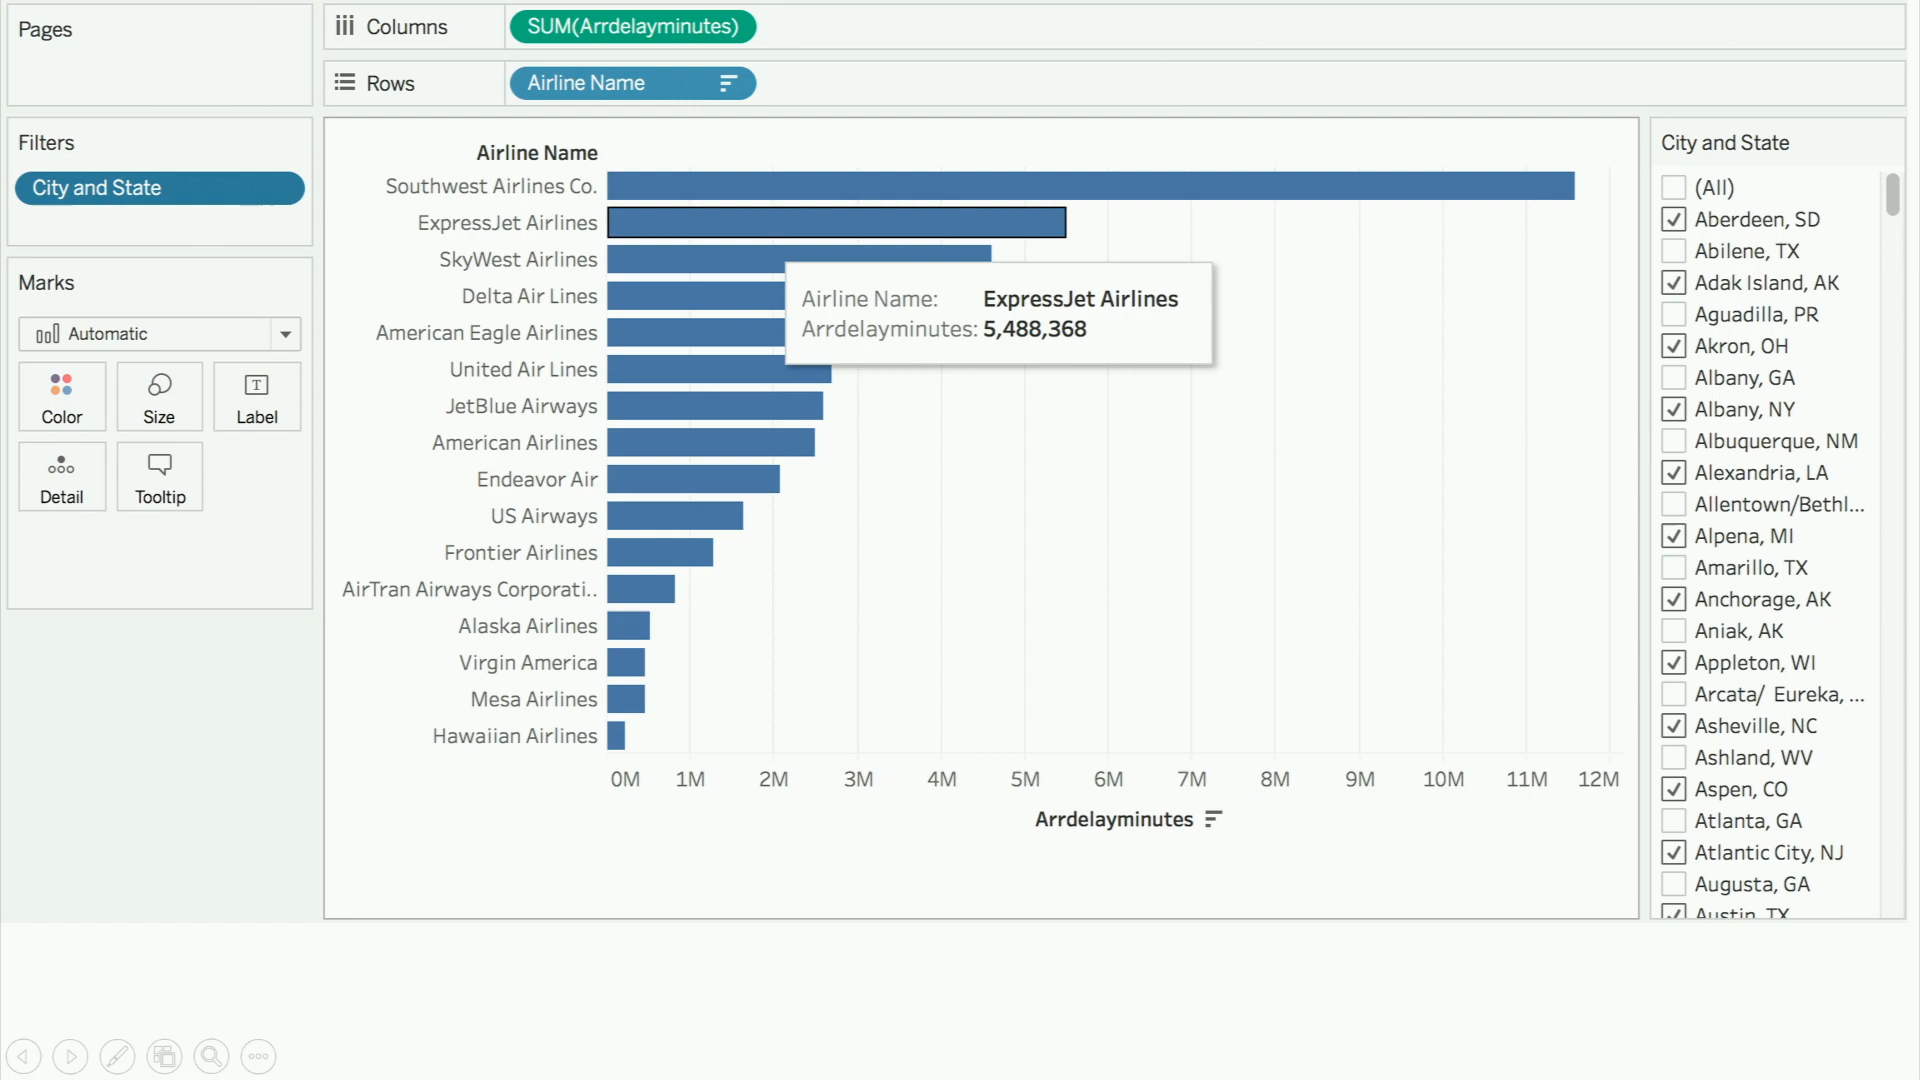 Pages
Columns
SUM(Arrdelayminutes)
Rows
Airline Name
Filters
City and State
Marks
Automatic
Color
Size
Label
Detail
Tooltip
Airline Name
Southwest Airlines Co.
ExpressJet Airlines
SkyWest Airlines
Delta Air Lines
American Eagle Airlines
United Air Lines
JetBlue Airways
American Airlines
Endeavor Air
US Airways
Frontier Airlines
AirTran Airways Corporati..
Alaska Airlines
Virgin America
Mesa Airlines
Hawaiian Airlines
Airline Name: ExpressJet Airlines
Arrdelayminutes: 5,488,368
0M 1M 2M 3M 4M 5M 6M 7M 8M 9M 10M 11M 12M
Arrdelayminutes
City and State
(All)
Aberdeen, SD
Abilene, TX
Adak Island, AK
Aguadilla, PR
Akron, OH
Albany, GA
Albany, NY
Albuquerque, NM
Alexandria, LA
Allentown/Bethl...
Alpena, MI
Amarillo, TX
Anchorage, AK
Aniak, AK
Appleton, WI
Arcata/ Eureka, ...
Asheville, NC
Ashland, WV
Aspen, CO
Atlanta, GA
Atlantic City, NJ
Augusta, GA
Austin, TX